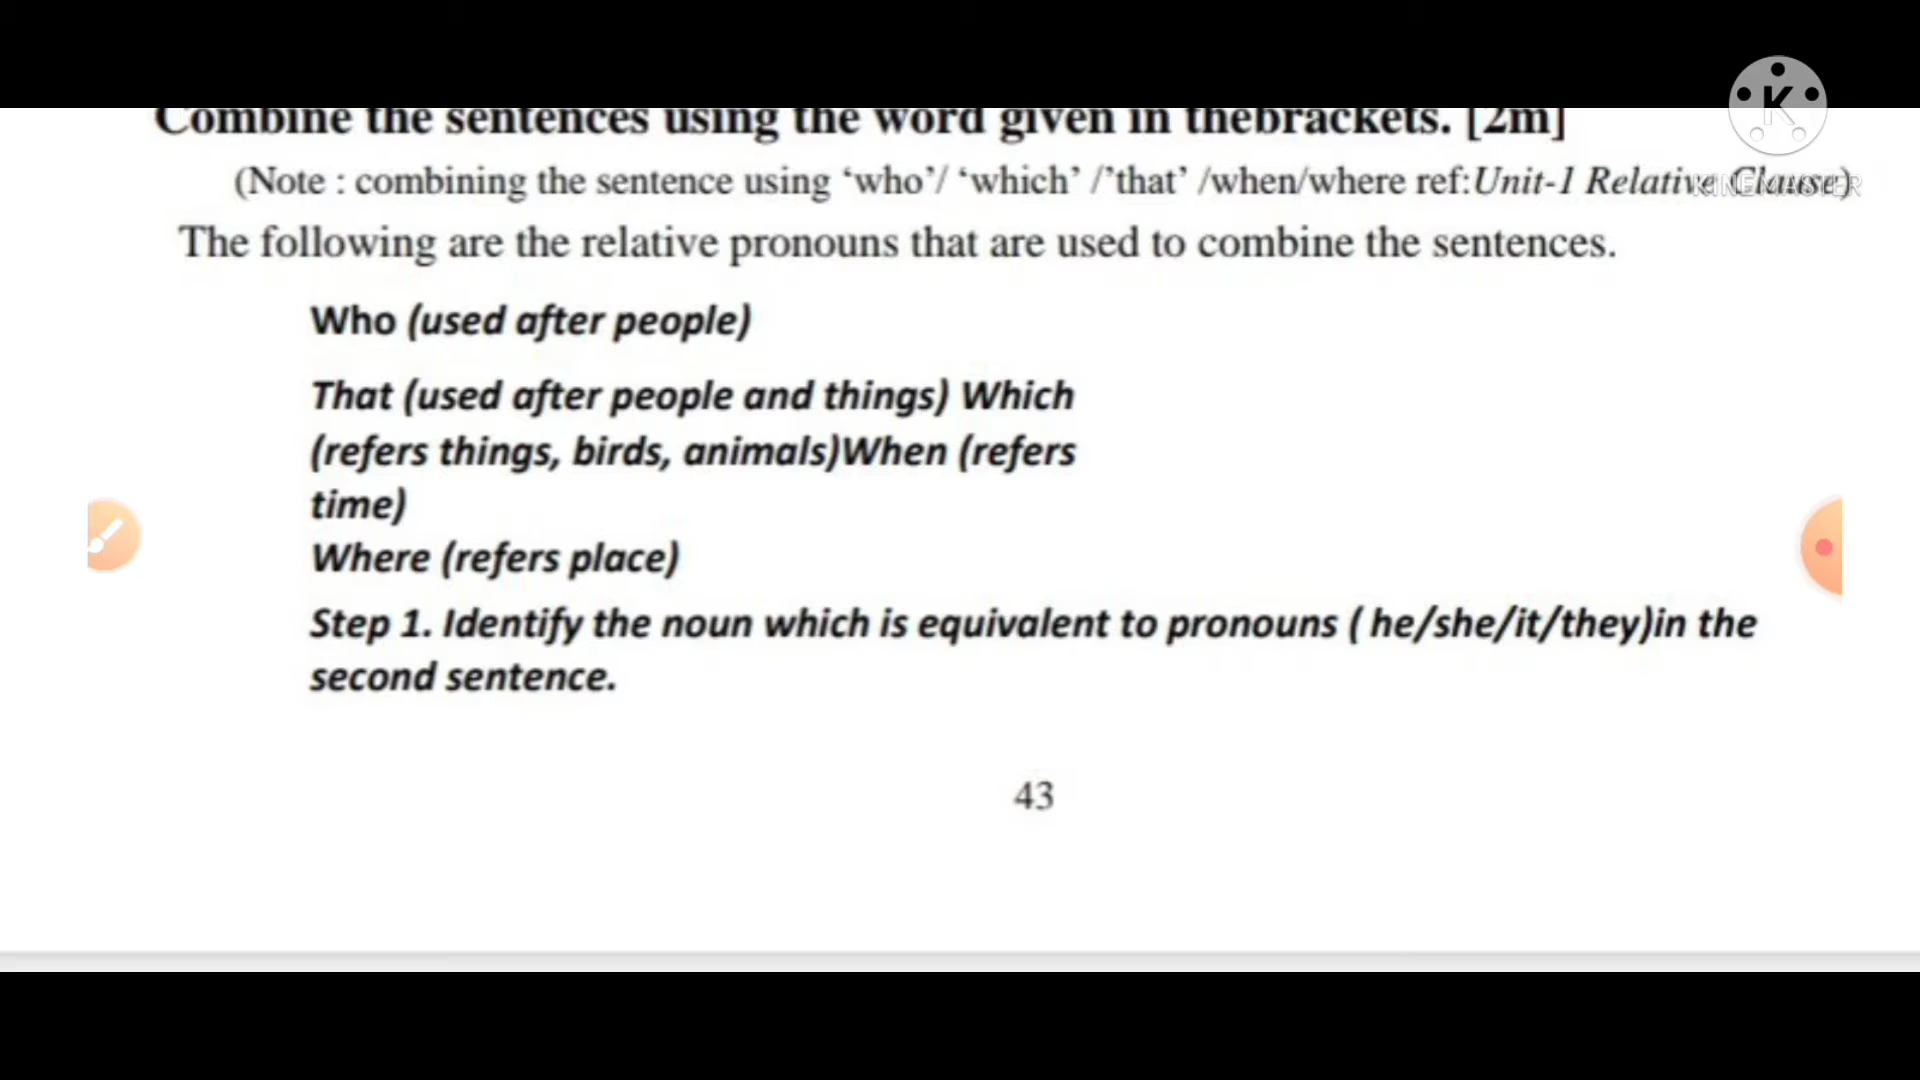 Combine the sentences using the word given in thebrackets. [2m]
(Note : combining the sentence using ‘who’/ ‘which’ /’that’ /when/where ref:Unit-1 Relative Clause)
KINEMASTER
The following are the relative pronouns that are used to combine the sentences.
Who (used after people)
That (used after people and things) Which
(refers things, birds, animals)When (refers
time)
Where (refers place)
Step 1. Identify the noun which is equivalent to pronouns ( he/she/it/they)in the
second sentence.
43